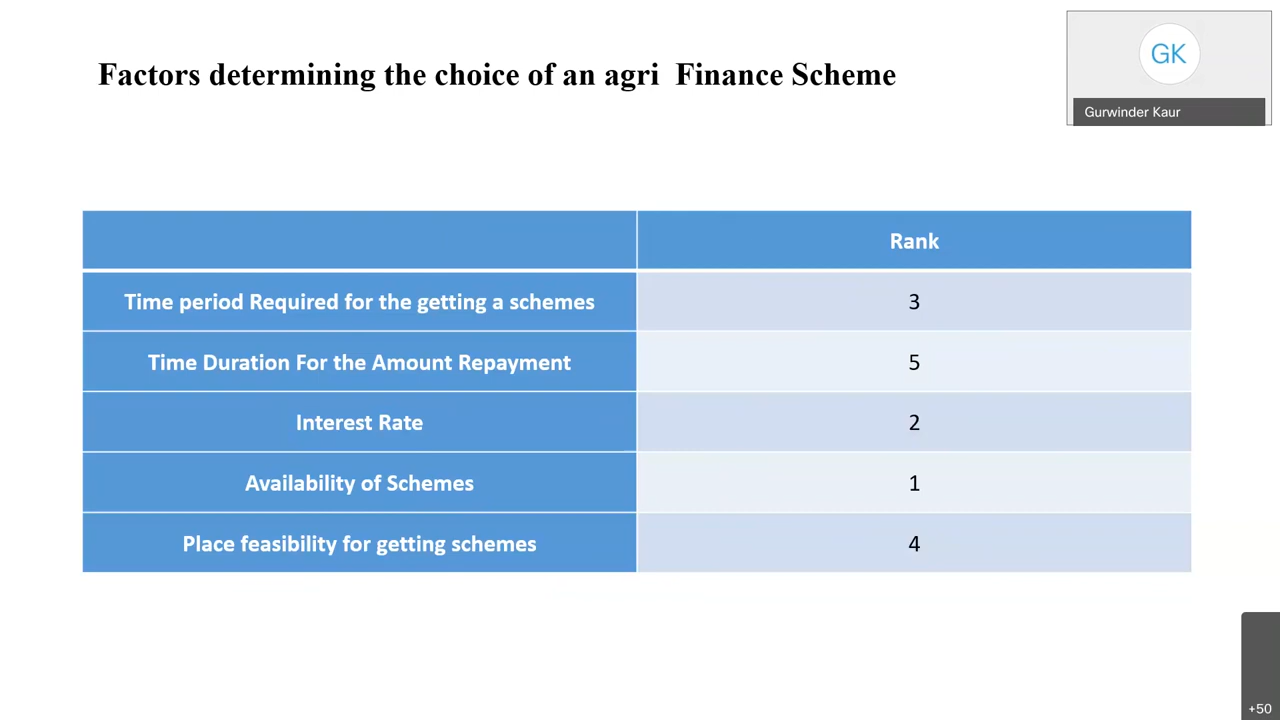 Factors determining the choice of an agri  Finance Scheme
GK
Gurwinder Kaur
Rank
Time period Required for the getting a schemes 3
Time Duration For the Amount Repayment 5
Interest Rate 2
Availability of Schemes 1
Place feasibility for getting schemes 4
+50